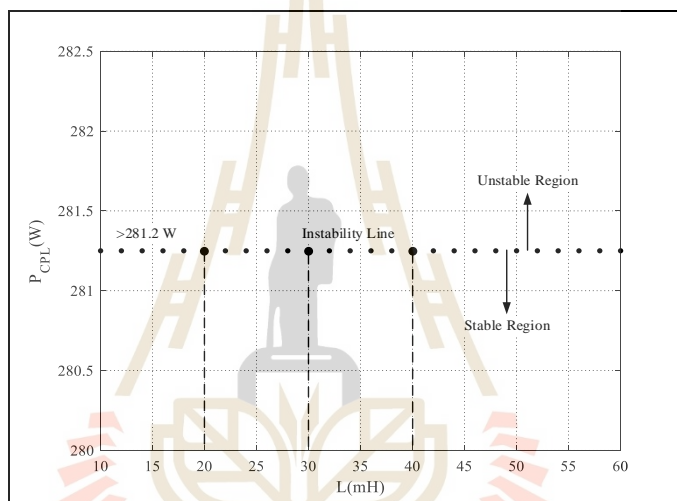 282.5
282
281.5
281
280.5
280
P_CPL(W)
>281.2 W
Instability Line
Unstable Region
Stable Region
10 15 20 25 30 35 40 45 50 55 60
L(mH)